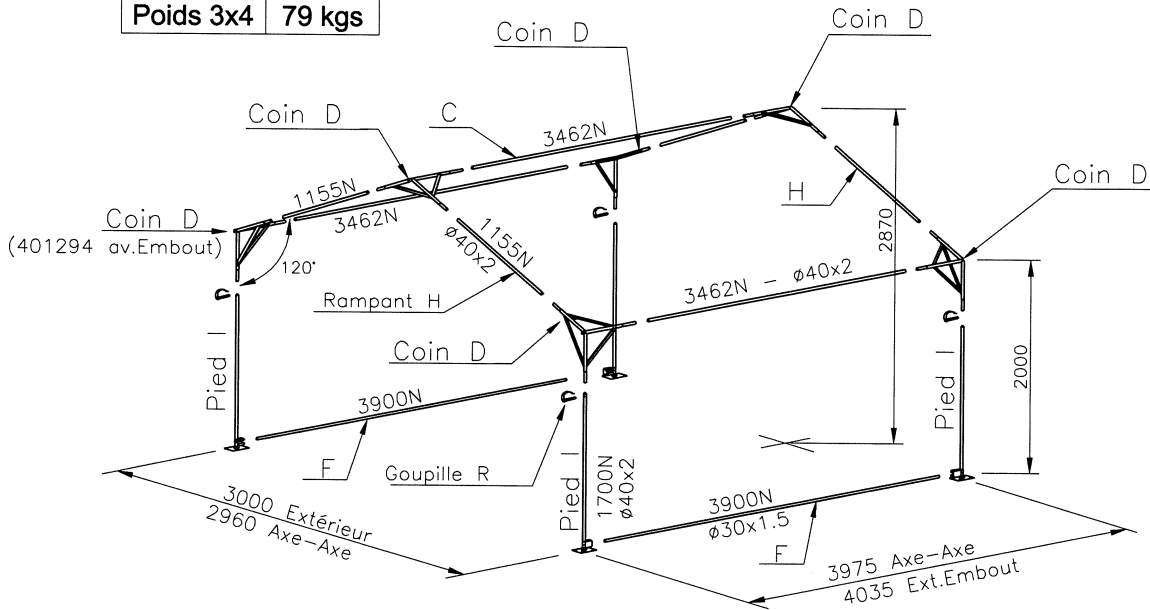 Poids 3x4 79 kgs
Coin D
Coin D
Coin D
C
3462N
1155N
3462N
Coin D
(401294 av.Embout)
120°
H
2870
Coin D
1155N
ø40x2
Rampant H
3462N - ø40x2
Coin D
Pied I
3900N
F
Goupille R
Pied I
1700N
ø40x2
Pied I
2000
3900N
ø30x1.5
F
3000 Extérieur
2960 Axe-Axe
3975 Axe-Axe
4035 Ext.Embout